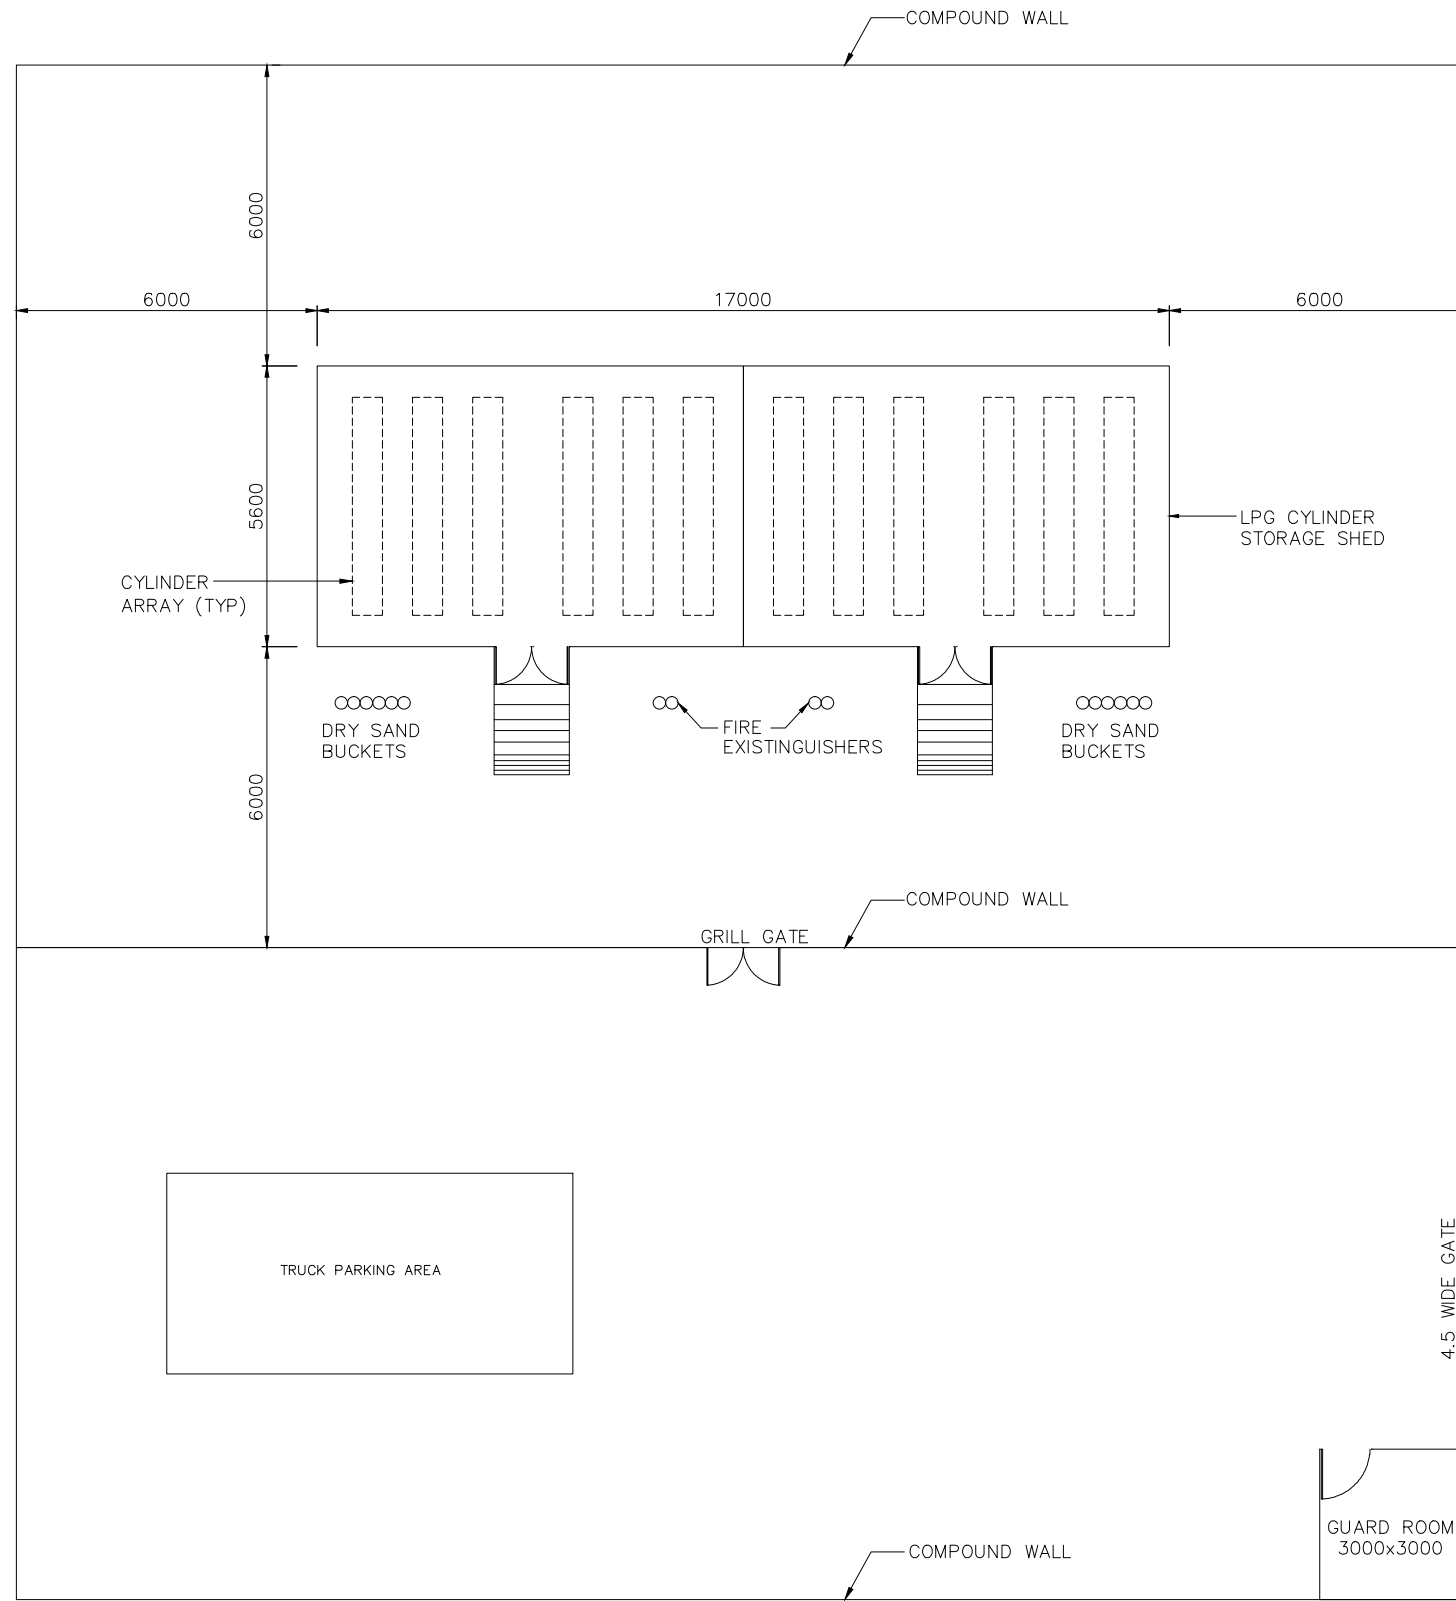 COMPOUND WALL
6000
6000
17000
6000
5600
LPG CYLINDER
STORAGE SHED
CYLINDER
ARRAY (TYP)
DRY SAND
BUCKETS
FIRE
EXISTINGUISHERS
DRY SAND
BUCKETS
6000
COMPOUND WALL
GRILL GATE
TRUCK PARKING AREA
4.5 WIDE GATE
GUARD ROOM
3000x3000
COMPOUND WALL